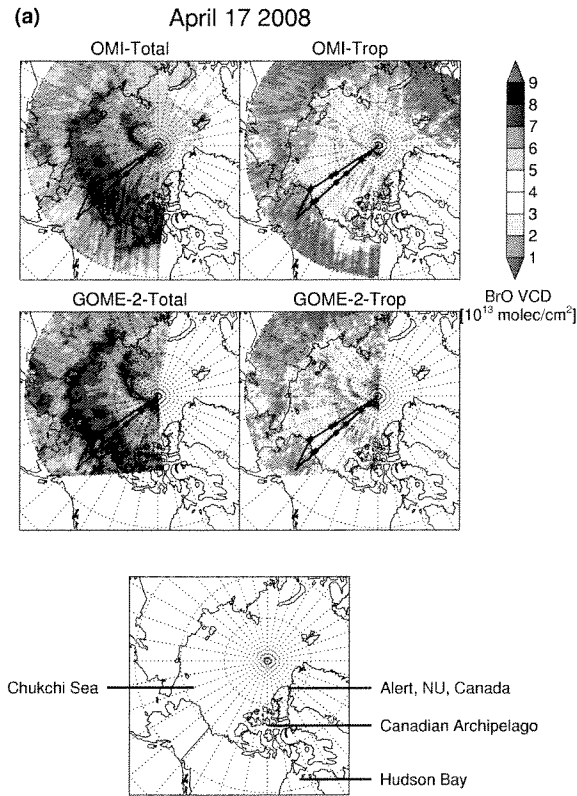 (a)
April 17 2008
OMI-Total
OMI-Trop
9
8
7
6
5
4
3
2
1
BrO VCD
[10¹³ molec/cm²]
GOME-2-Total
GOME-2-Trop
Chukchi Sea
Alert, NU, Canada
Canadian Archipelago
Hudson Bay